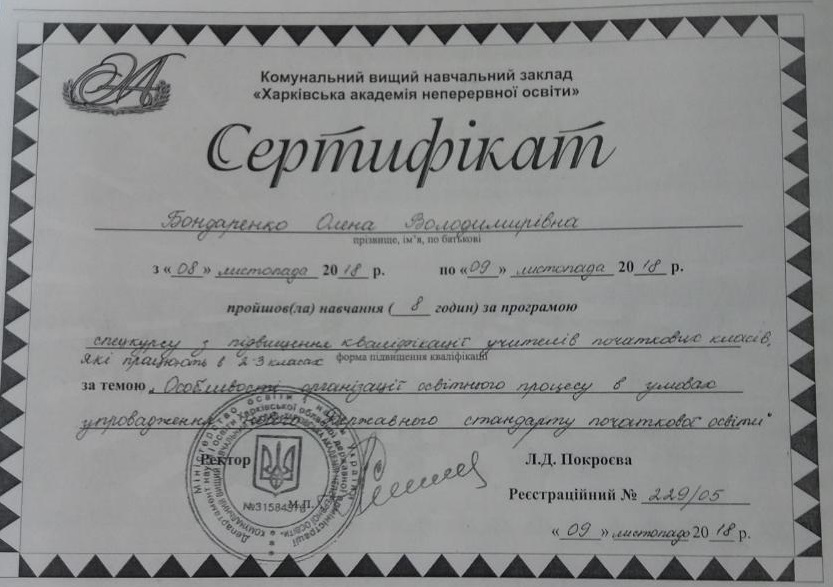 Комунальний вищий навчальний заклад
«Харківська академія неперервної освіти»
Сертифікат
Бондаренко Олена Володимирівна
прізвище, ім'я, по батькові
з «08» листопада 2018 р. по «09» листопада 2018 р.
пройшов(ла) навчання ( 8 годин) за програмою
спецкурсу з підвищення кваліфікації учителів початкових класів,
які працюють в 2-3 класах форма підвищення кваліфікації
за темою „Особливості організації освітнього процесу в умовах
упровадження Державного стандарту початкової освіти"
Ректор Л.Д. Покроєва
М.П.
№31584378
Реєстраційний № 229/05
«09» листопада 2018 р.